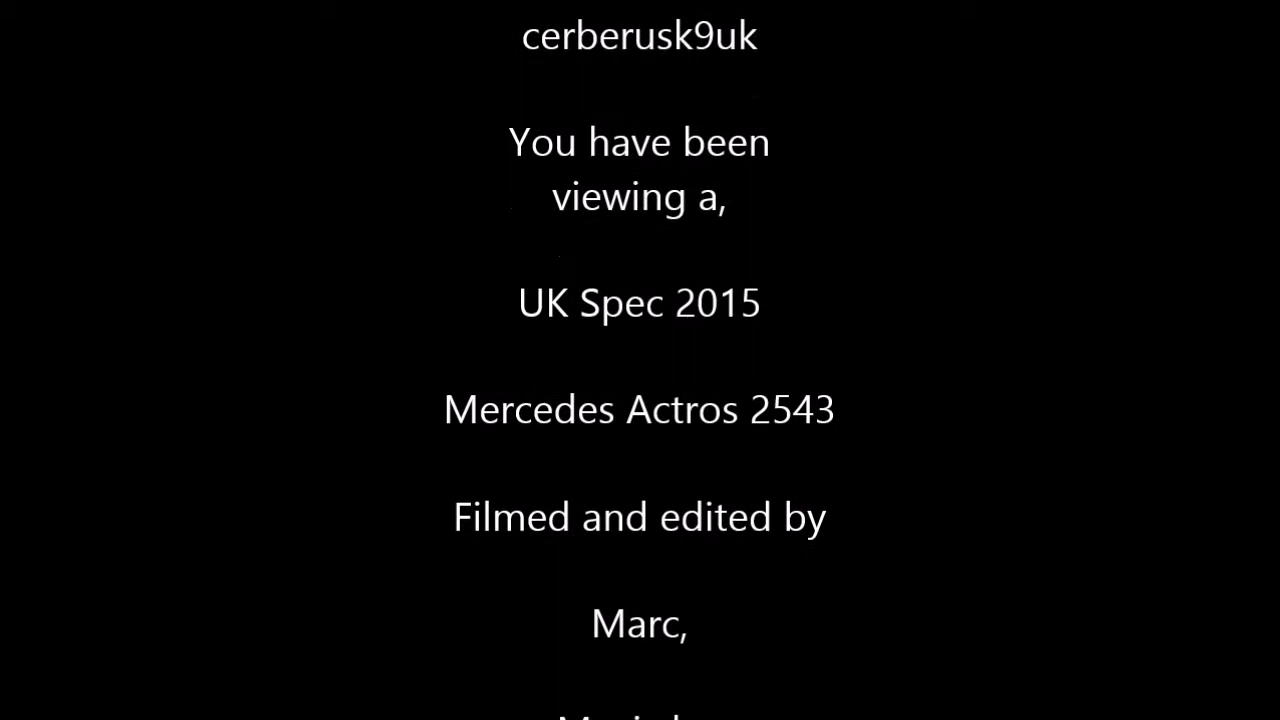 cerberusk9uk
You have been
viewing a,
UK Spec 2015
Mercedes Actros 2543
Filmed and edited by
Marc,